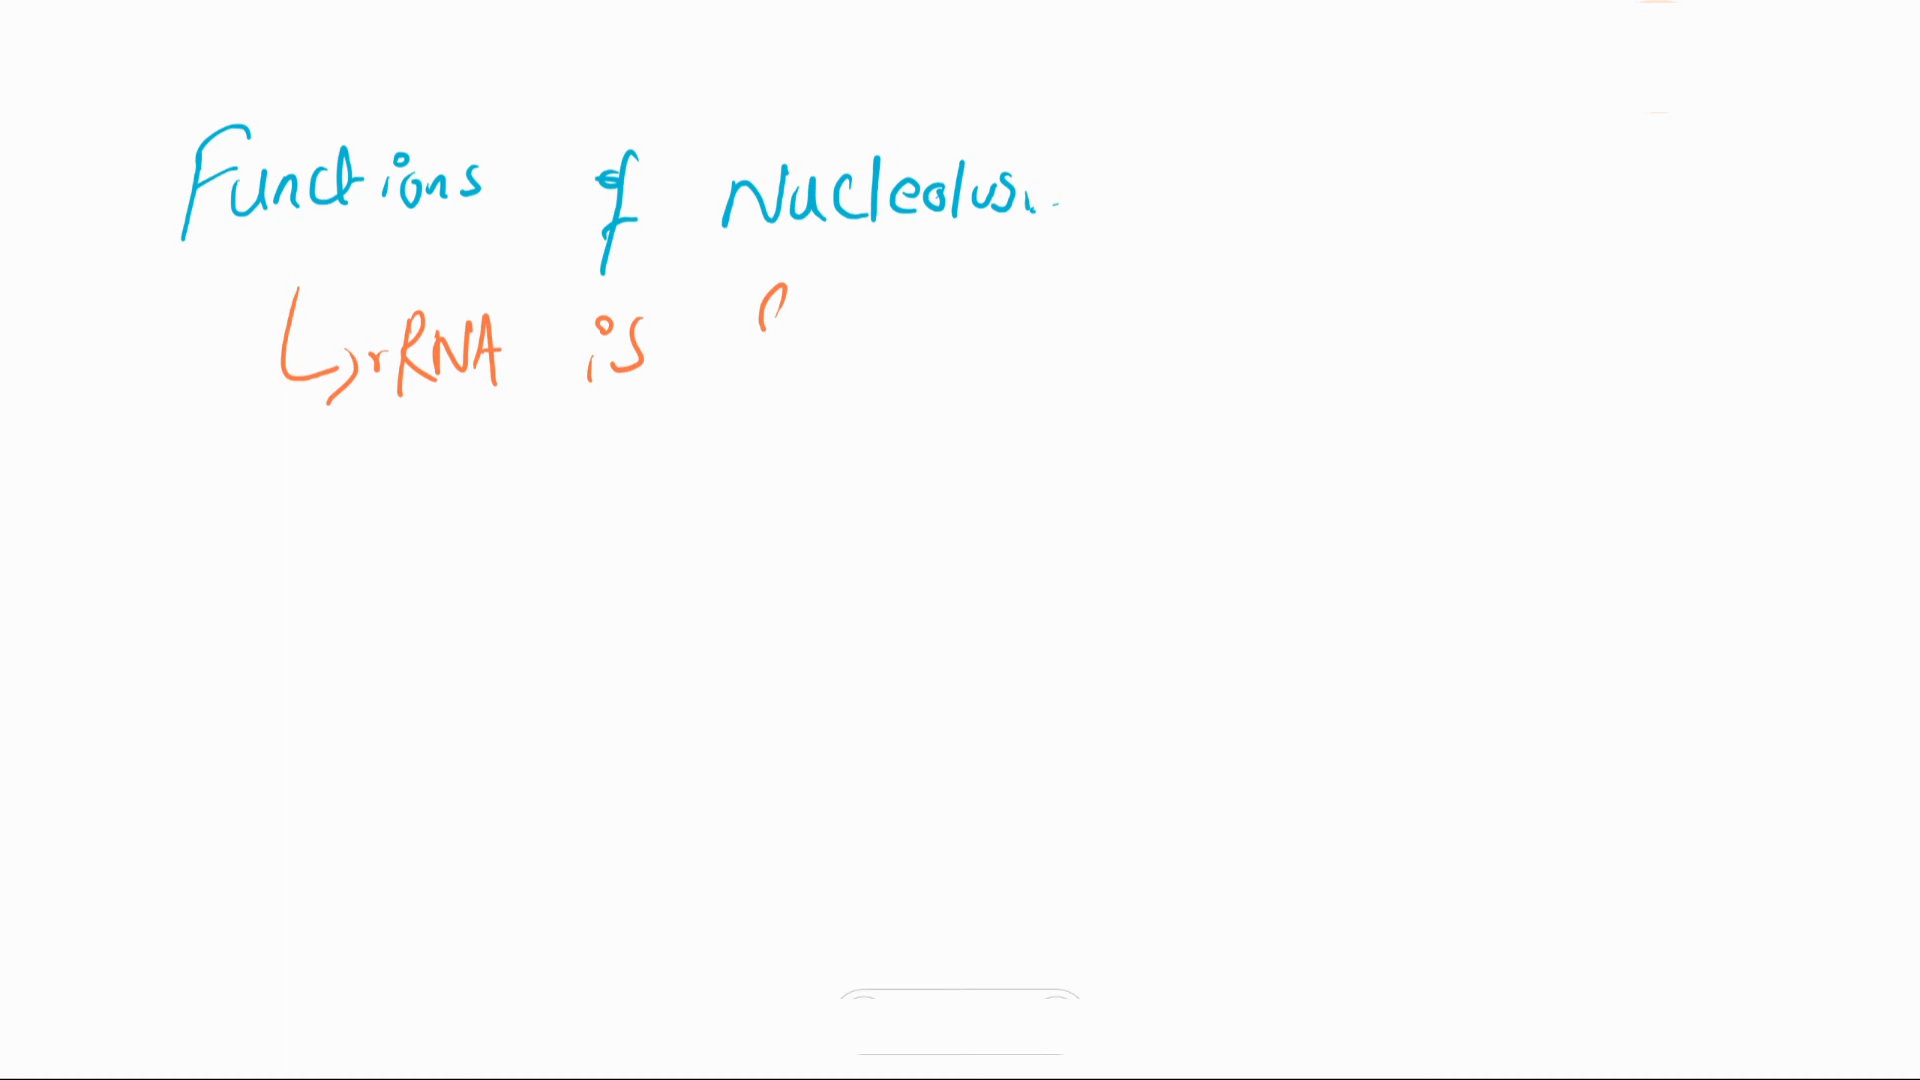 Functions of Nucleolus.
↳ rRNA is